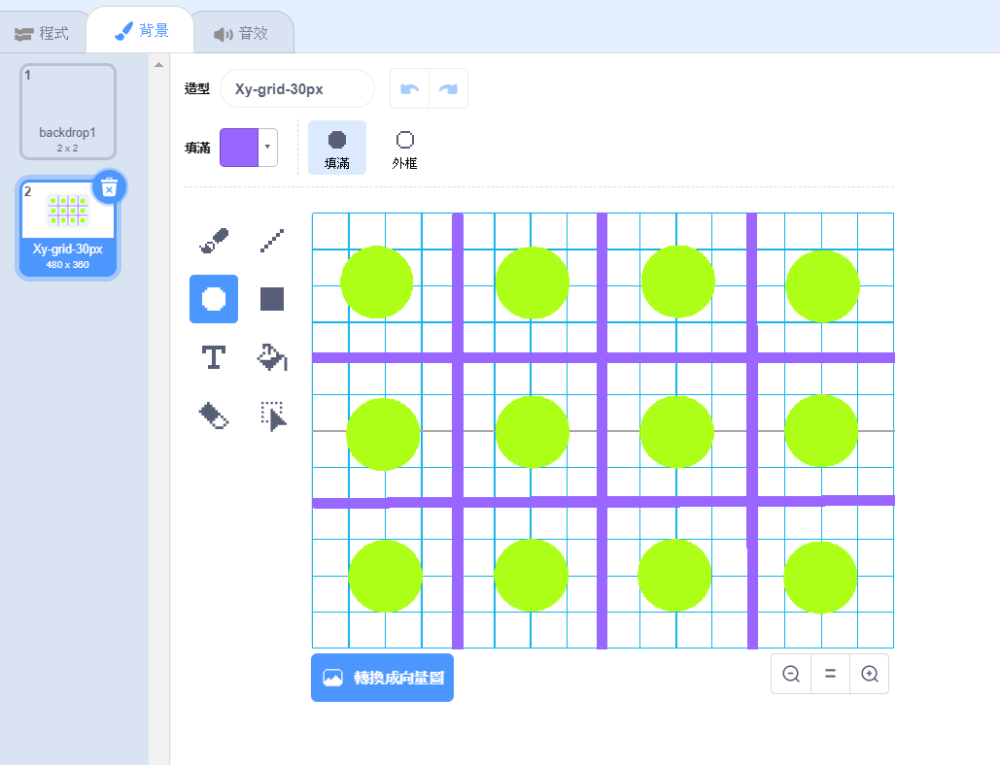 程式
背景
音效
1
backdrop1
2 x 2
2
Xy-grid-30px
480 x 360
造型
Xy-grid-30px
填滿
填滿
外框
T
轉換成向量圖